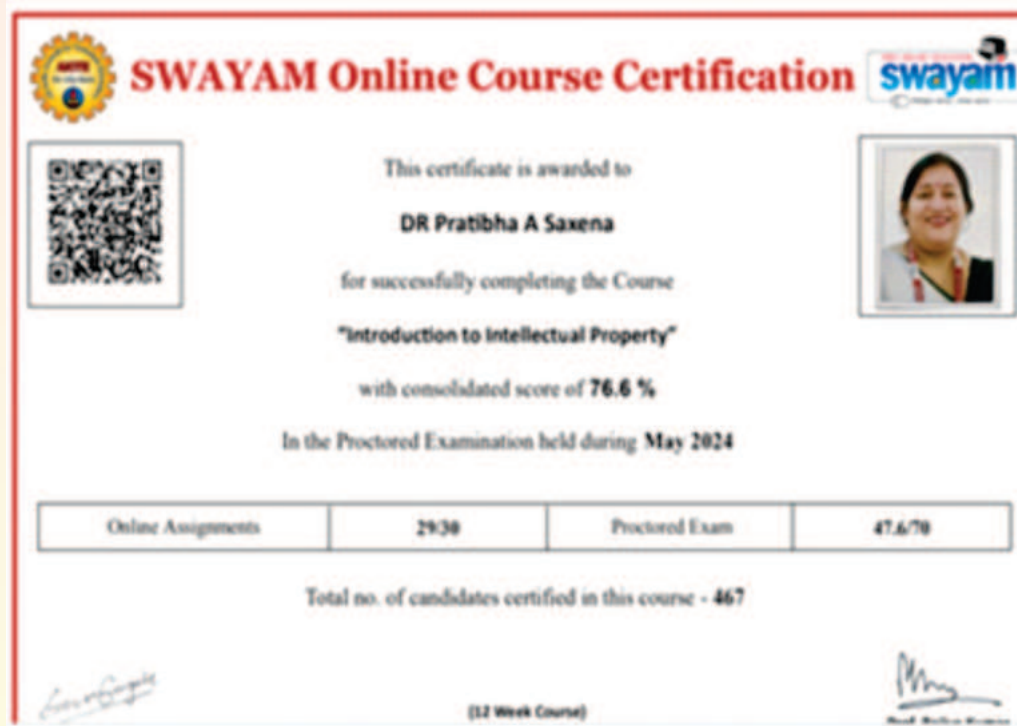 SWAYAM Online Course Certification
swayam
This certificate is awarded to
DR Pratibha A Saxena
for successfully completing the Course
"Introduction to Intellectual Property"
with consolidated score of 76.6 %
In the Proctored Examination held during May 2024
Online Assignments 29/30 Proctored Exam 47.6/70
Total no. of candidates certified in this course - 467
(12 Week Course)